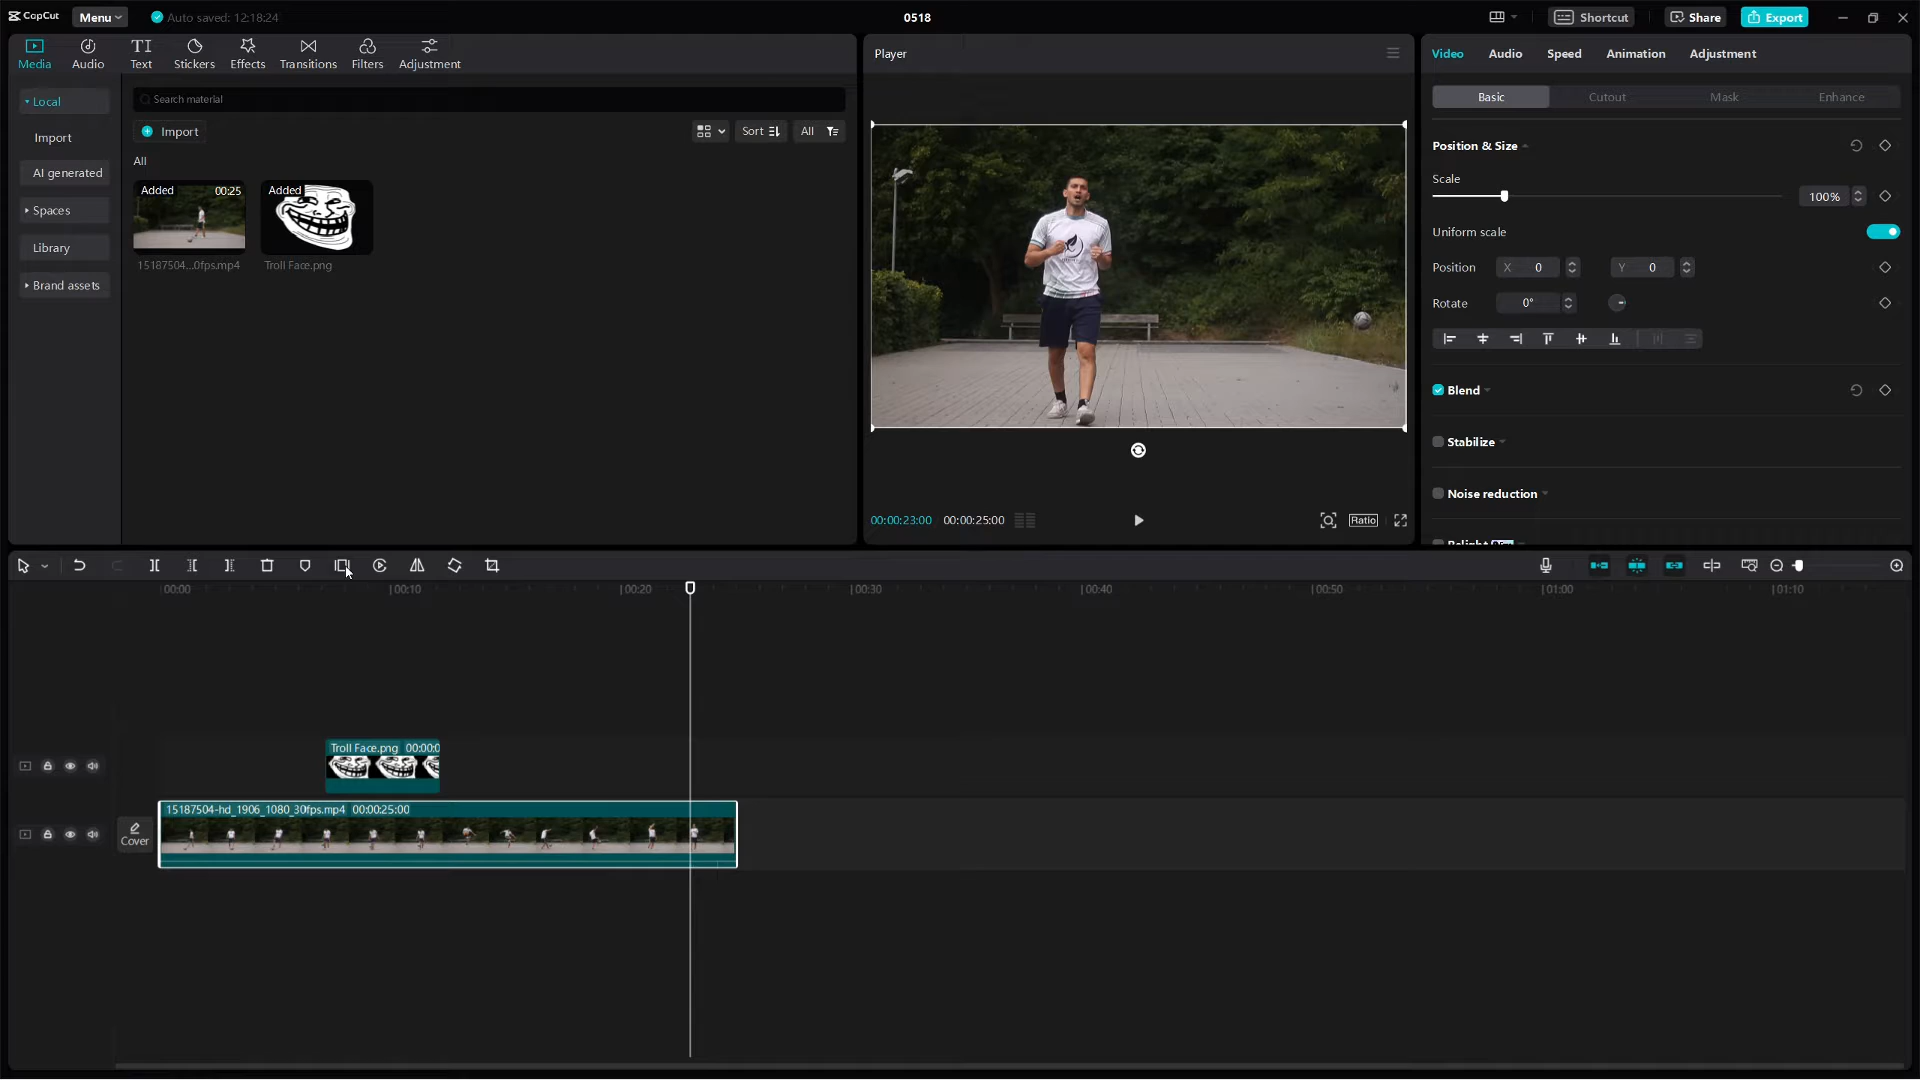 CapCut Menu Auto saved: 12:18:24 0518 Shortcut Share Export
Media Audio Text Stickers Effects Transitions Filters Adjustment
Local
Import
AI generated
Spaces
Library
Brand assets
Search material
Import Sort All
All
Added 00:25 Added
15187504...0fps.mp4 Troll Face.png
Player
00:00:23:00 00:00:25:00 Ratio
Video Audio Speed Animation Adjustment
Basic Cutout Mask Enhance
Position & Size
Scale
100%
Uniform scale
Position X 0 Y 0
Rotate 0°
Blend
Stabilize
Noise reduction
Relight
00:00 00:10 00:20 00:30 00:40 00:50 01:00 01:10
Troll Face.png 00:00:0
15187504-hd_1906_1080_30fps.mp4 00:00:25:00
Cover